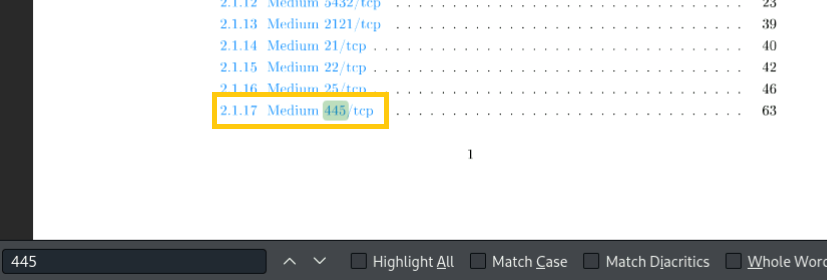 2.1.12 Medium 5432/tcp . . . . . . . . . . . . . . . . . . . . . . . . . . . . . . 23
2.1.13 Medium 2121/tcp . . . . . . . . . . . . . . . . . . . . . . . . . . . . . . 39
2.1.14 Medium 21/tcp . . . . . . . . . . . . . . . . . . . . . . . . . . . . . . . 40
2.1.15 Medium 22/tcp . . . . . . . . . . . . . . . . . . . . . . . . . . . . . . . 42
2.1.16 Medium 25/tcp . . . . . . . . . . . . . . . . . . . . . . . . . . . . . . . 46
2.1.17 Medium 445/tcp . . . . . . . . . . . . . . . . . . . . . . . . . . . . . . 63
1
445 Highlight All Match Case Match Diacritics Whole Word